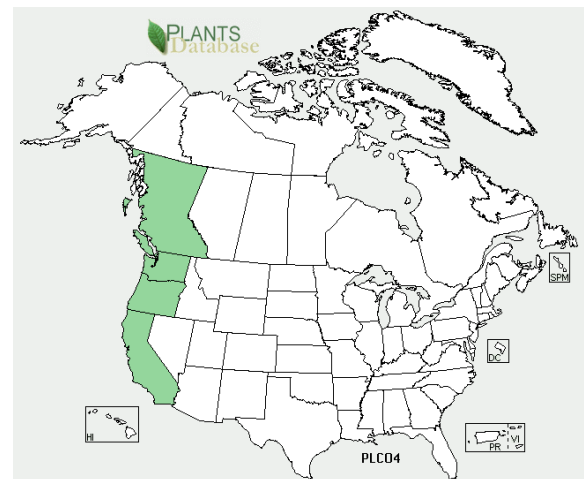 PLANTS
Database
SPM
DC
HI
PR
VI
PLCO4